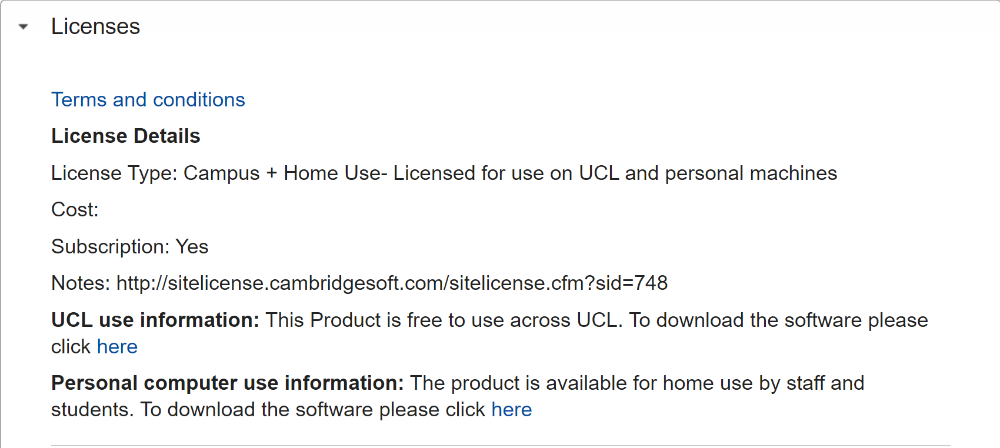 Licenses
Terms and conditions
License Details
License Type: Campus + Home Use- Licensed for use on UCL and personal machines
Cost:
Subscription: Yes
Notes: http://sitelicense.cambridgesoft.com/sitelicense.cfm?sid=748
UCL use information: This Product is free to use across UCL. To download the software please
click here
Personal computer use information: The product is available for home use by staff and
students. To download the software please click here